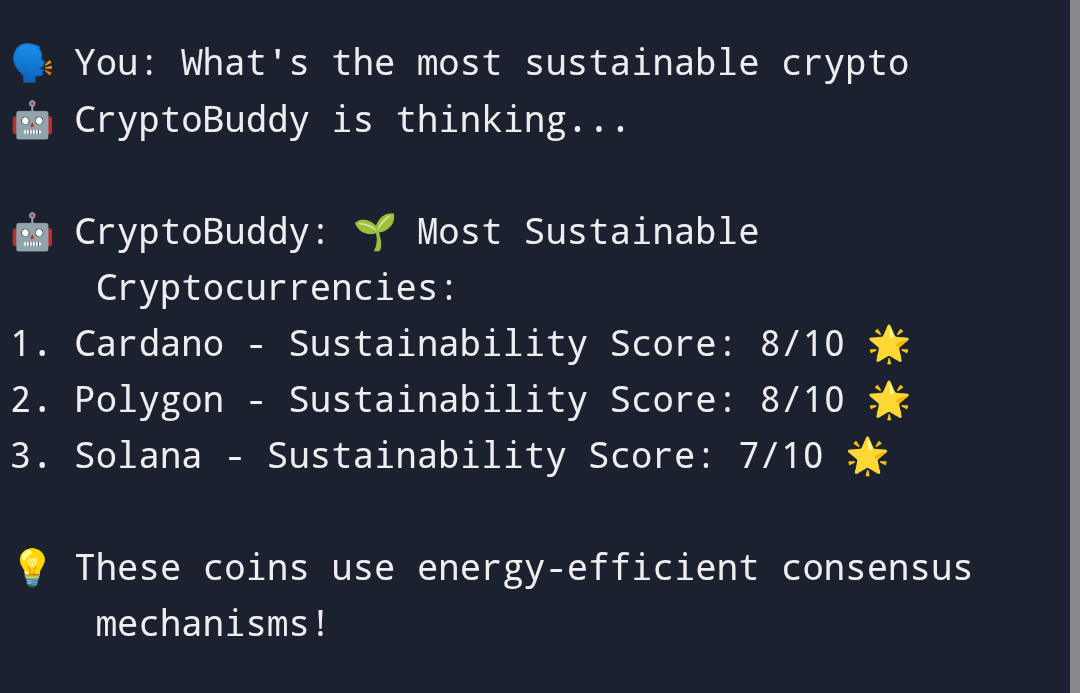 🗣️ You: What's the most sustainable crypto
🤖 CryptoBuddy is thinking...
🤖 CryptoBuddy: 🌱 Most Sustainable
Cryptocurrencies:
1. Cardano - Sustainability Score: 8/10 🌟
2. Polygon - Sustainability Score: 8/10 🌟
3. Solana - Sustainability Score: 7/10 🌟
💡 These coins use energy-efficient consensus
mechanisms!